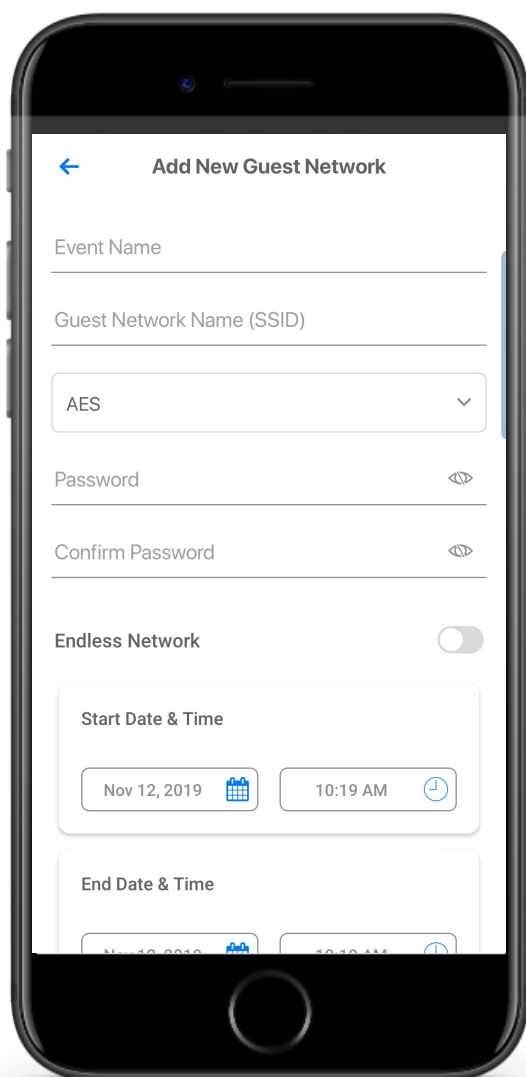 Add New Guest Network
Event Name
Guest Network Name (SSID)
AES
Password
Confirm Password
Endless Network
Start Date & Time
Nov 12, 2019 10:19 AM
End Date & Time